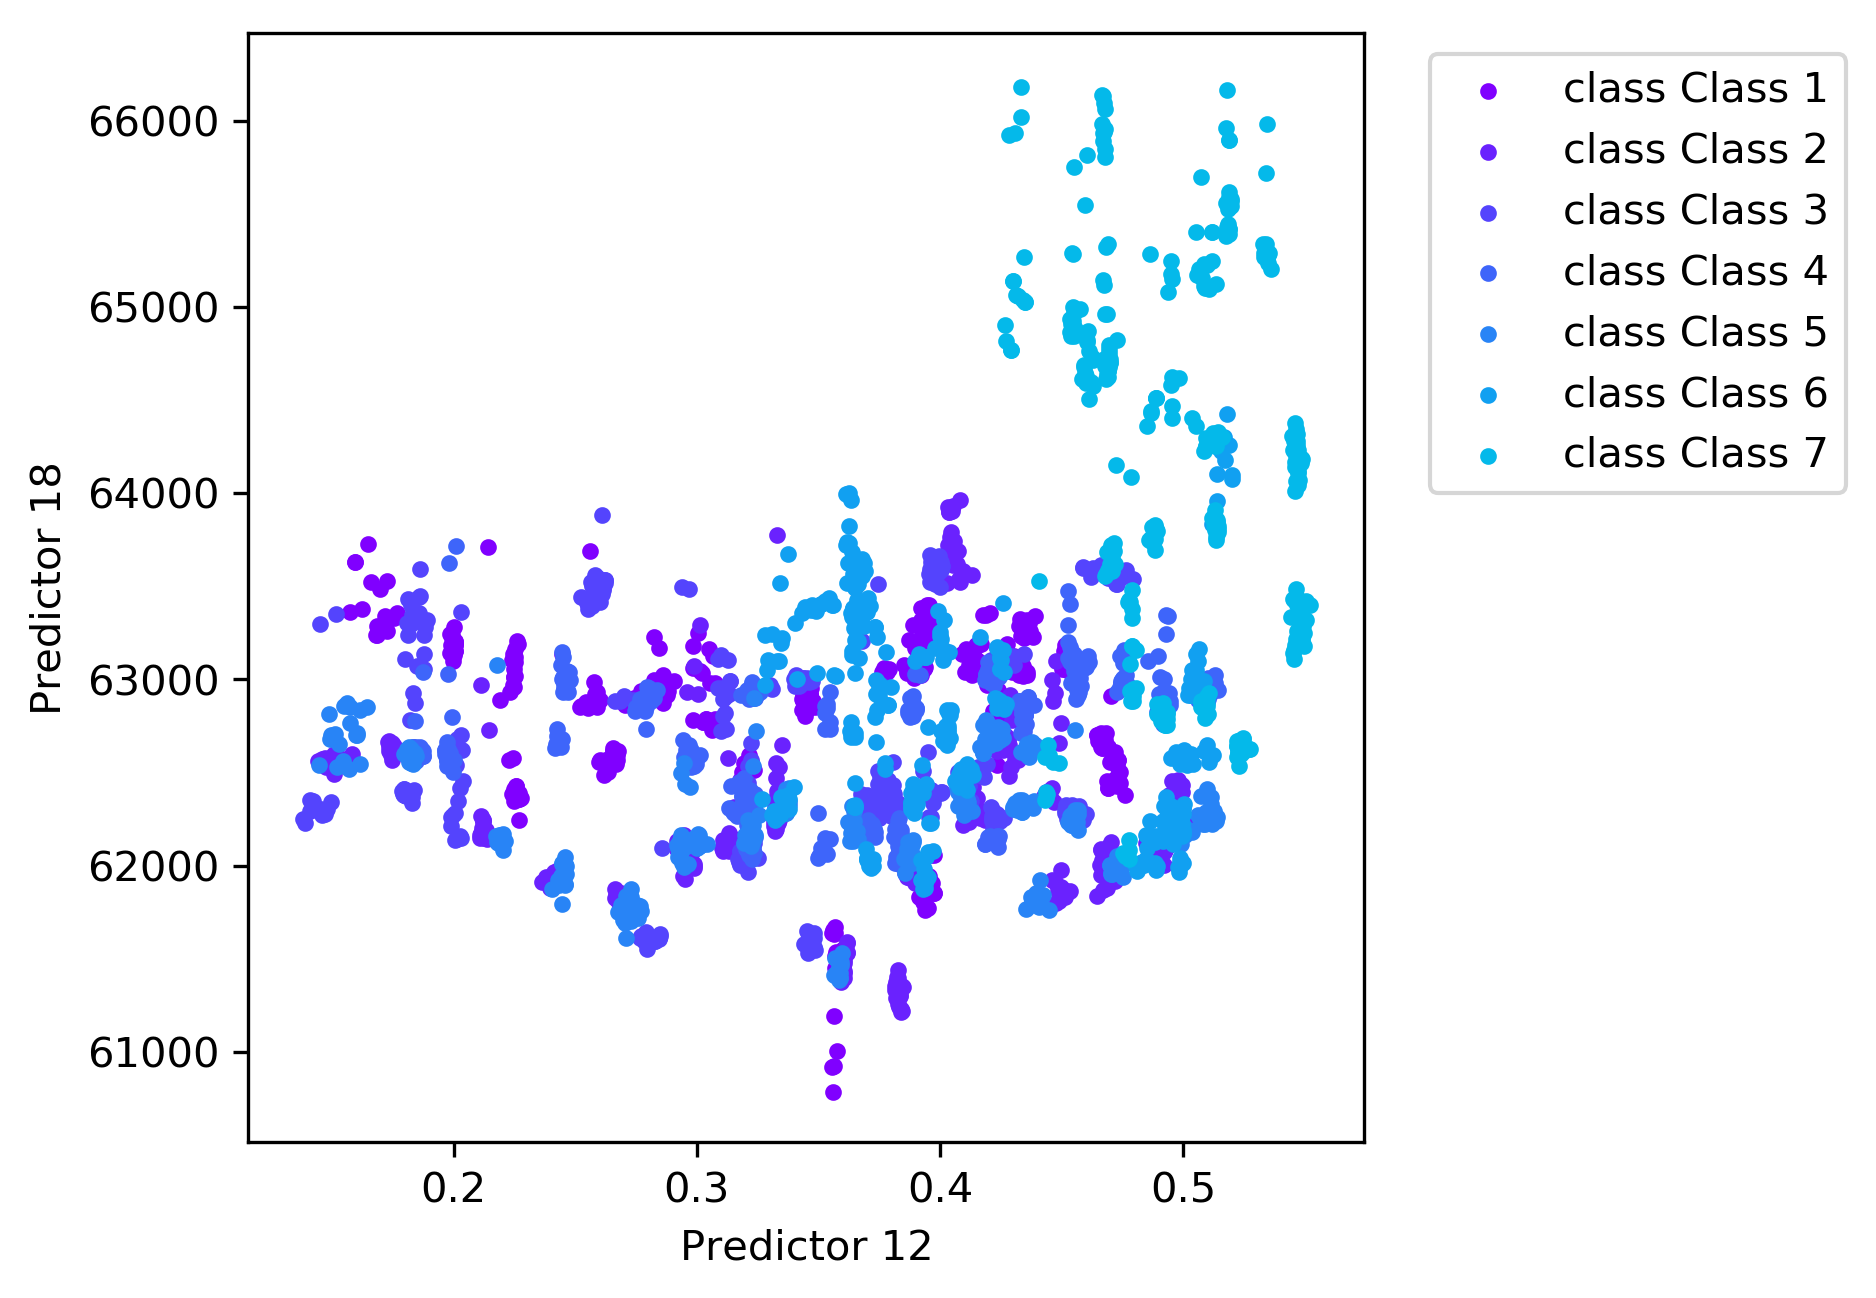 66000
65000
64000
63000
62000
61000
Predictor 18
0.2
0.3
0.4
0.5
Predictor 12
class Class 1
class Class 2
class Class 3
class Class 4
class Class 5
class Class 6
class Class 7